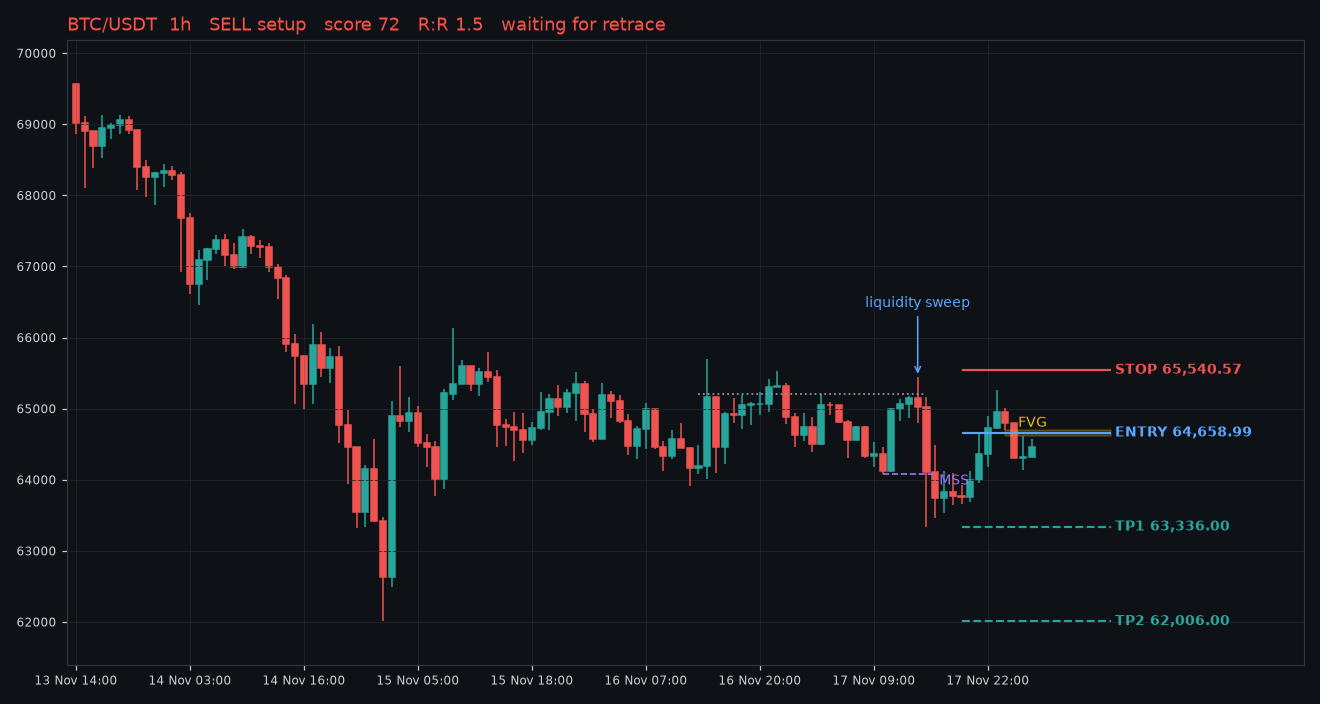 BTC/USDT  1h   SELL setup   score 72   R:R 1.5   waiting for retrace
70000
69000
68000
67000
66000
65000
64000
63000
62000
liquidity sweep
STOP 65,540.57
FVG
ENTRY 64,658.99
MSS
TP1 63,336.00
TP2 62,006.00
13 Nov 14:00
14 Nov 03:00
14 Nov 16:00
15 Nov 05:00
15 Nov 18:00
16 Nov 07:00
16 Nov 20:00
17 Nov 09:00
17 Nov 22:00